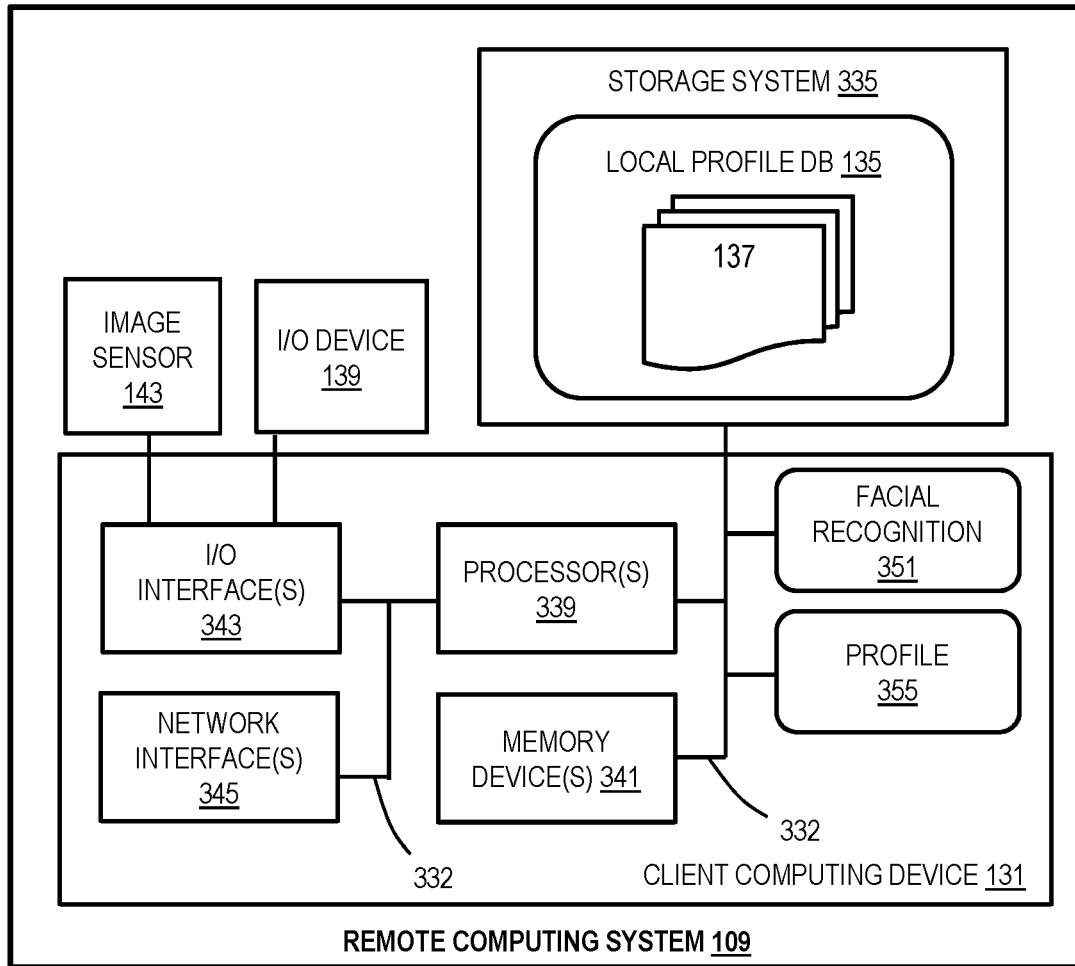 STORAGE SYSTEM 335
LOCAL PROFILE DB 135
137
IMAGE
SENSOR
143
I/O DEVICE
139
FACIAL
RECOGNITION
351
I/O
INTERFACE(S)
343
PROCESSOR(S)
339
PROFILE
355
NETWORK
INTERFACE(S)
345
MEMORY
DEVICE(S) 341
332
332
CLIENT COMPUTING DEVICE 131
REMOTE COMPUTING SYSTEM 109